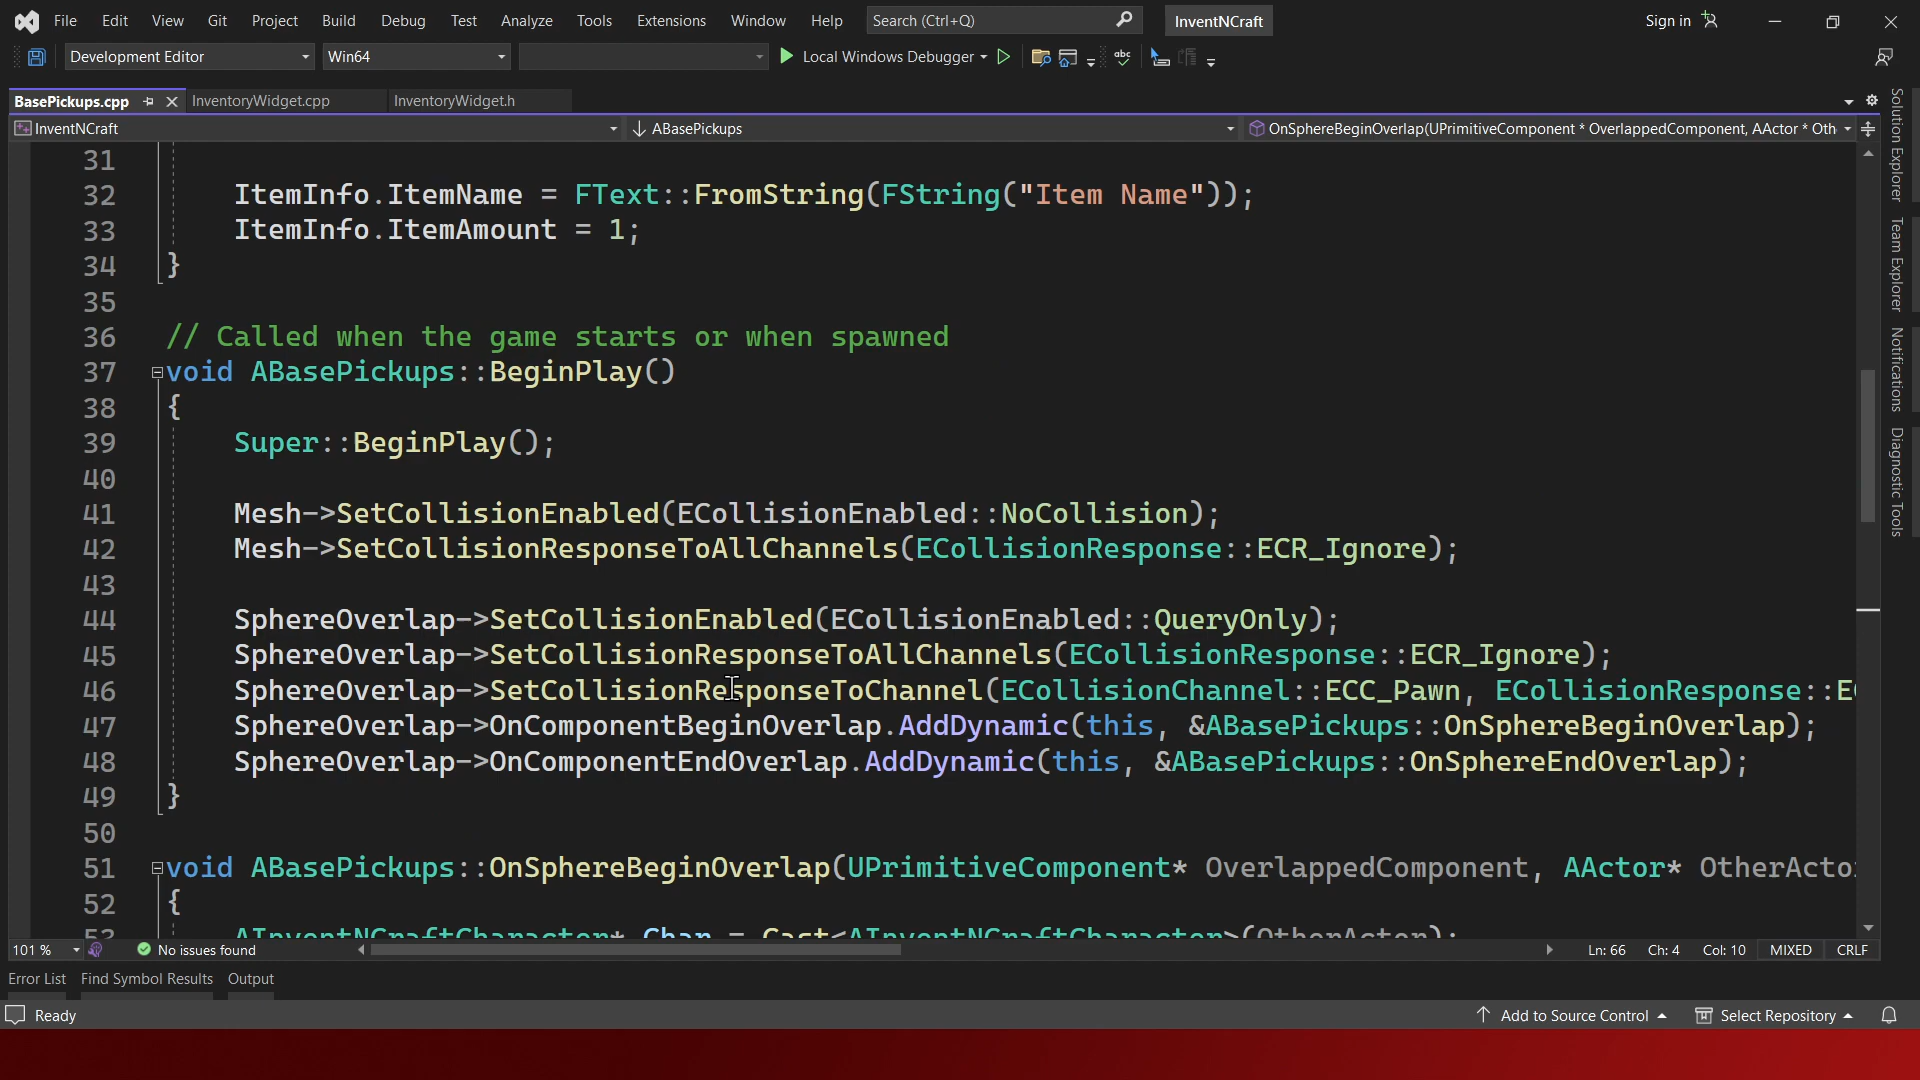 File Edit View Git Project Build Debug Test Analyze Tools Extensions Window Help Search (Ctrl+Q) InventNCraft Sign in
Development Editor Win64 Local Windows Debugger
BasePickups.cpp InventoryWidget.cpp InventoryWidget.h
InventNCraft ABasePickups OnSphereBeginOverlap(UPrimitiveComponent * OverlappedComponent, AActor * Oth
31
32 ItemInfo.ItemName = FText::FromString(FString("Item Name"));
33 ItemInfo.ItemAmount = 1;
34 }
35
36 // Called when the game starts or when spawned
37 void ABasePickups::BeginPlay()
38 {
39 Super::BeginPlay();
40
41 Mesh->SetCollisionEnabled(ECollisionEnabled::NoCollision);
42 Mesh->SetCollisionResponseToAllChannels(ECollisionResponse::ECR_Ignore);
43
44 SphereOverlap->SetCollisionEnabled(ECollisionEnabled::QueryOnly);
45 SphereOverlap->SetCollisionResponseToAllChannels(ECollisionResponse::ECR_Ignore);
46 SphereOverlap->SetCollisionResponseToChannel(ECollisionChannel::ECC_Pawn, ECollisionResponse::EC
47 SphereOverlap->OnComponentBeginOverlap.AddDynamic(this, &ABasePickups::OnSphereBeginOverlap);
48 SphereOverlap->OnComponentEndOverlap.AddDynamic(this, &ABasePickups::OnSphereEndOverlap);
49 }
50
51 void ABasePickups::OnSphereBeginOverlap(UPrimitiveComponent* OverlappedComponent, AActor* OtherActo
52 {
53 AInventNCraftCharacter* Char = Cast<AInventNCraftCharacter>(OtherActor);
101 % No issues found Ln: 66 Ch: 4 Col: 10 MIXED CRLF
Error List Find Symbol Results Output
Ready Add to Source Control Select Repository
Solution Explorer
Team Explorer
Notifications
Diagnostic Tools